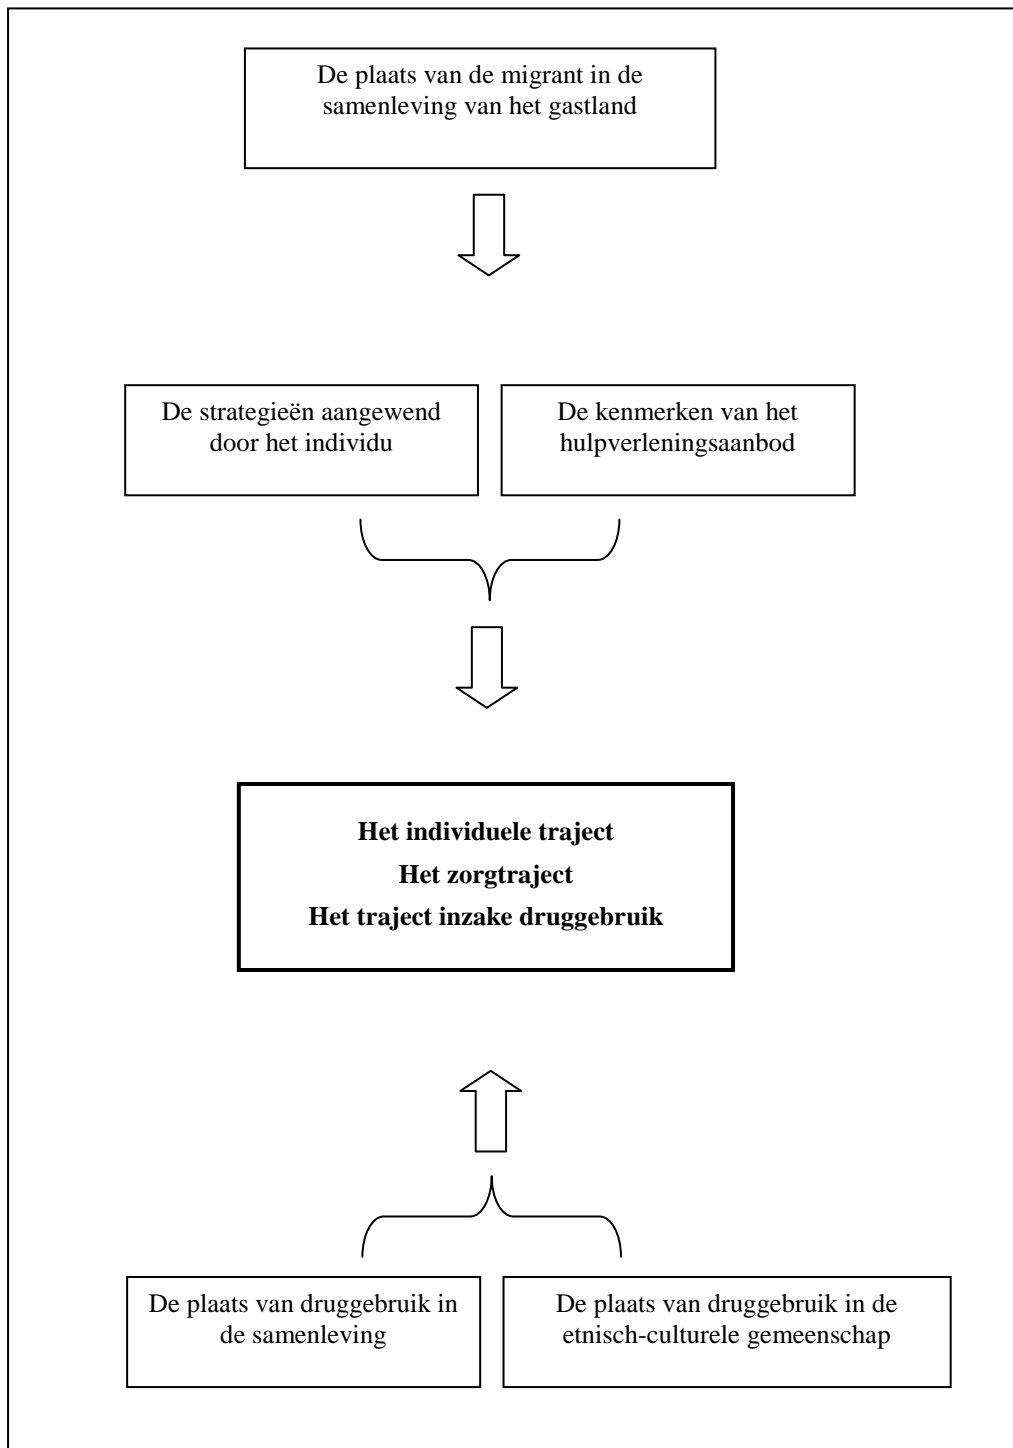 De plaats van de migrant in de
samenleving van het gastland
De strategieën aangewend
door het individu
De kenmerken van het
hulpverleningsaanbod
Het individuele traject
Het zorgtraject
Het traject inzake druggebruik
De plaats van druggebruik in
de samenleving
De plaats van druggebruik in de
etnisch-culturele gemeenschap